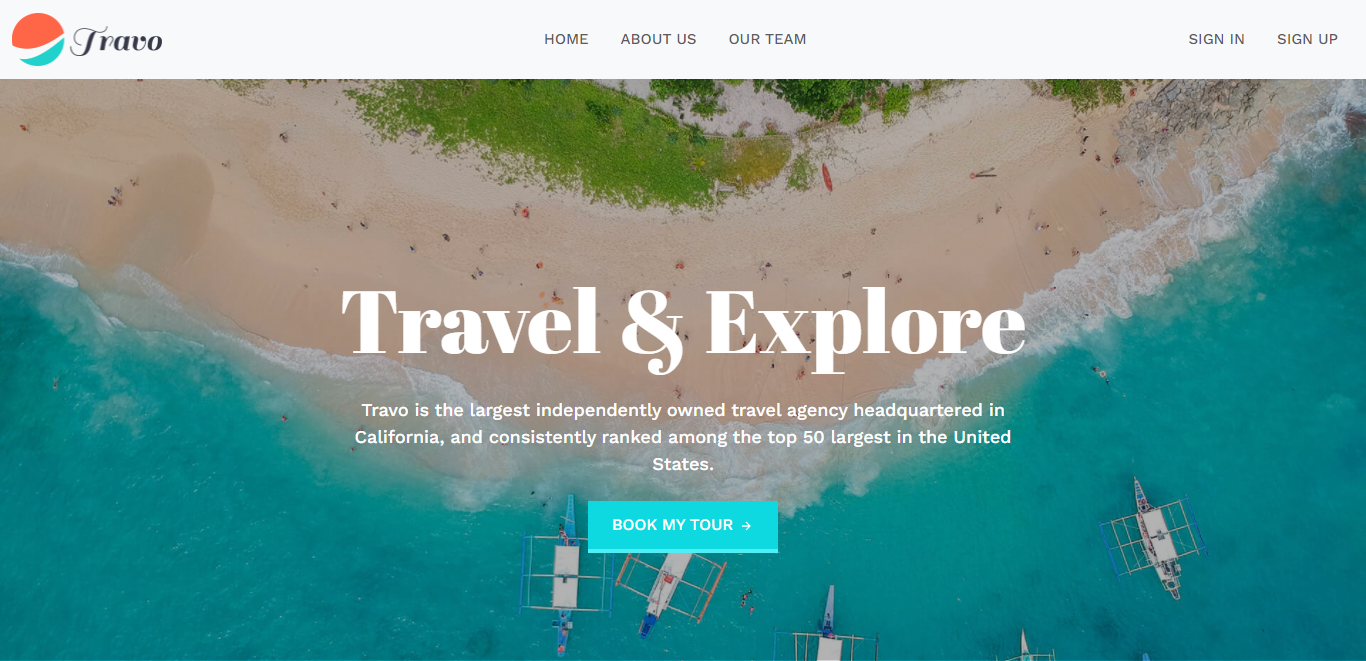 Travo
HOME
ABOUT US
OUR TEAM
SIGN IN
SIGN UP
Travel & Explore
Travo is the largest independently owned travel agency headquartered in
California, and consistently ranked among the top 50 largest in the United
States.
BOOK MY TOUR →